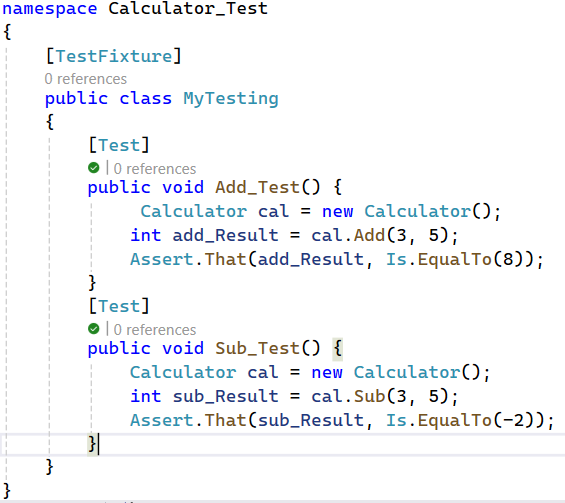 namespace Calculator_Test
{
[TestFixture]
0 references
public class MyTesting
{
[Test]
| 0 references
public void Add_Test() {
Calculator cal = new Calculator();
int add_Result = cal.Add(3, 5);
Assert.That(add_Result, Is.EqualTo(8));
}
[Test]
| 0 references
public void Sub_Test() {
Calculator cal = new Calculator();
int sub_Result = cal.Sub(3, 5);
Assert.That(sub_Result, Is.EqualTo(-2));
}
}
}